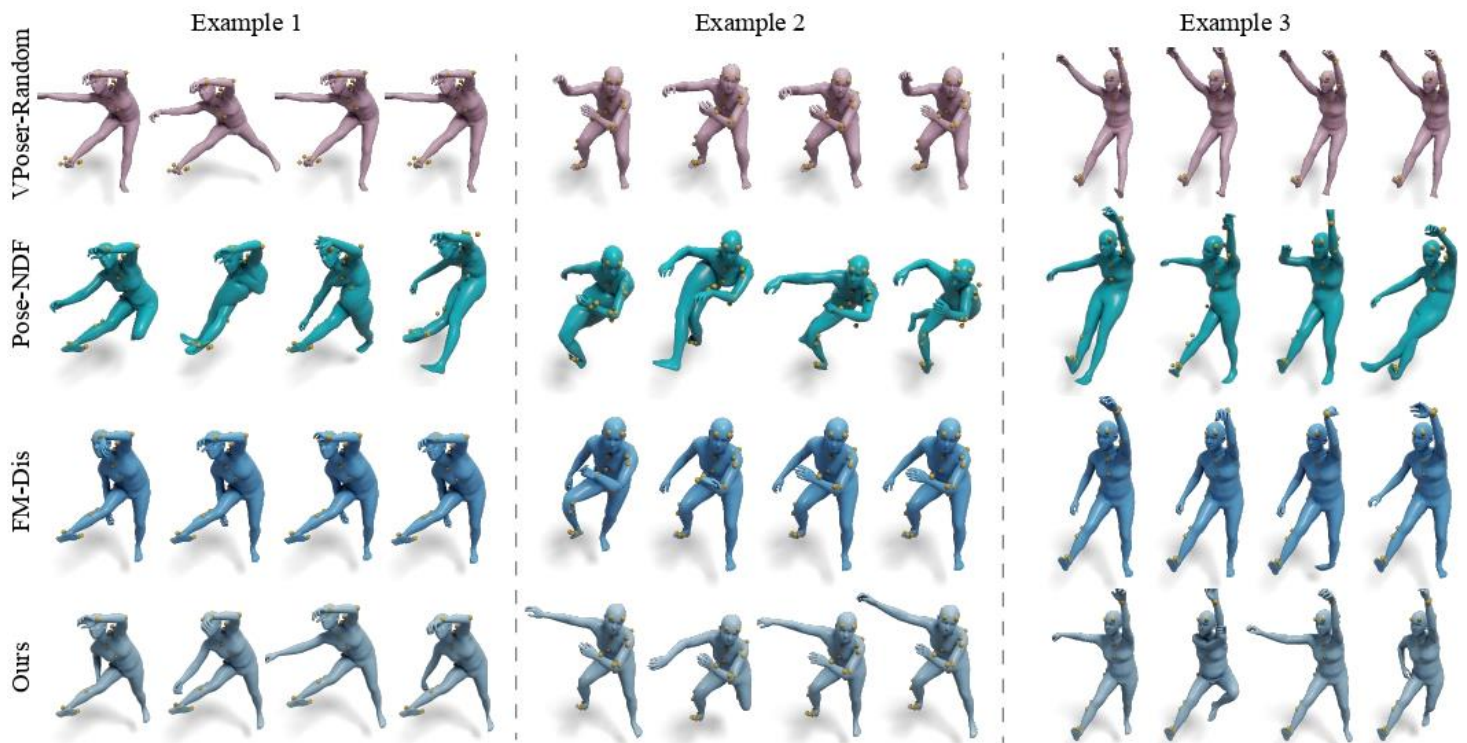 Example 1
Example 2
Example 3
VPoser-Random
Pose-NDF
FM-Dis
Ours